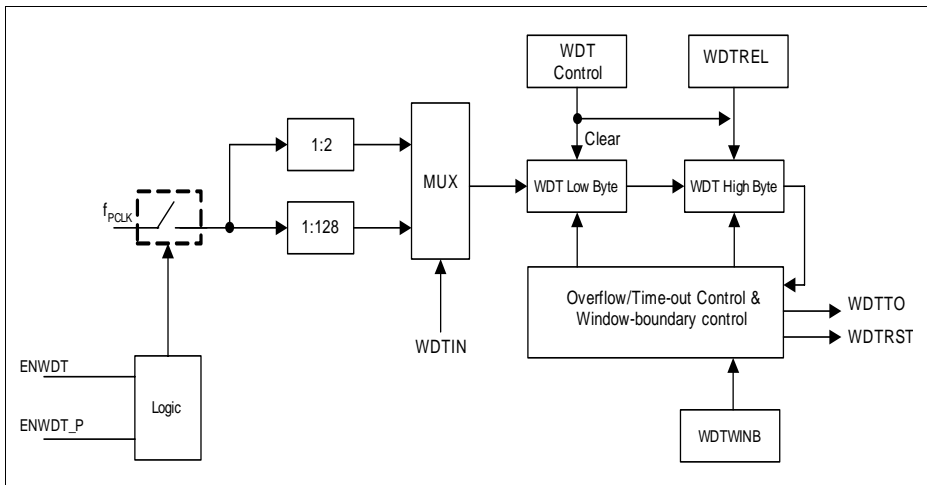 WDT
Control
WDTREL
1:2
Clear
MUX
WDT Low Byte
WDT High Byte
fPCLK
1:128
Overflow/Time-out Control &
Window-boundary control
WDTTO
WDTRST
WDTIN
ENWDT
Logic
ENWDT_P
WDTWINB